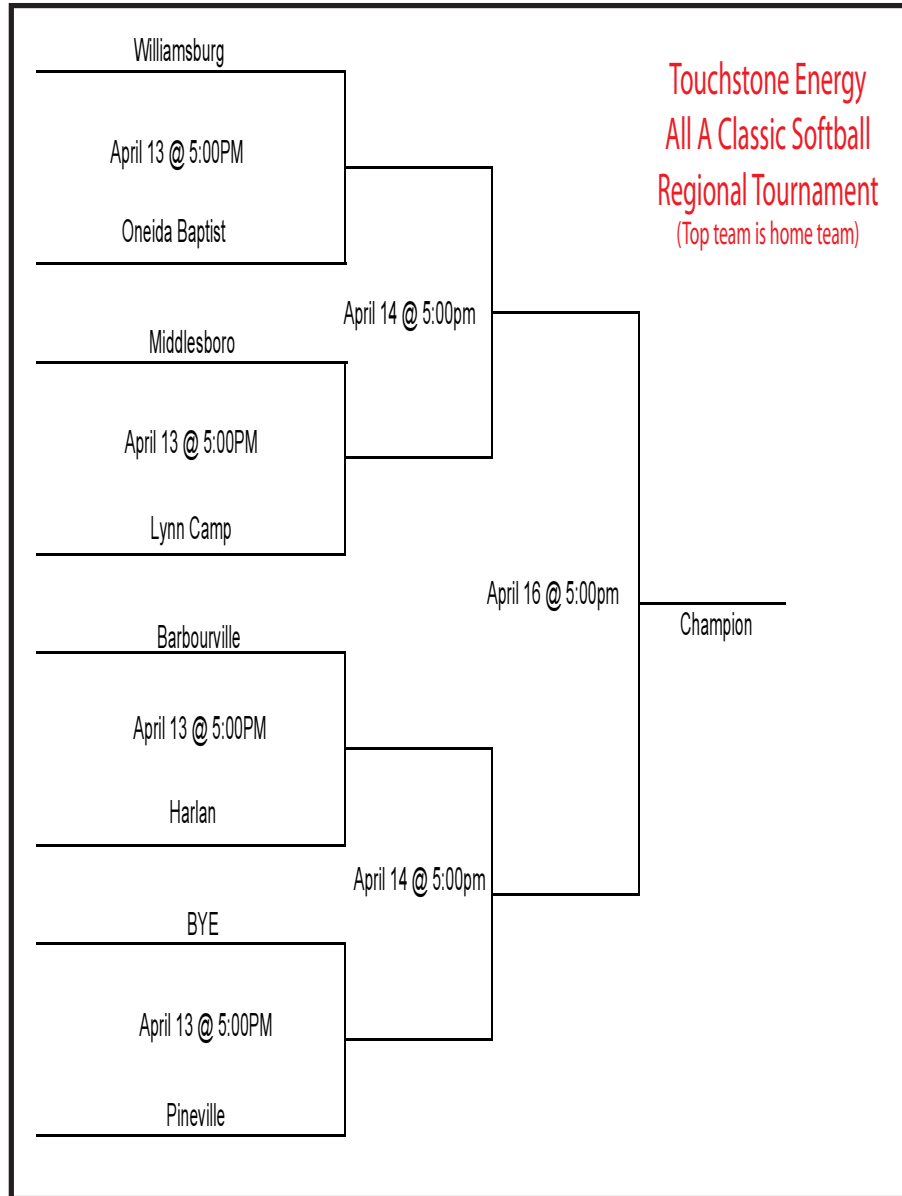 Williamsburg
Touchstone Energy
All A Classic Softball
Regional Tournament
(Top team is home team)
April 13 @ 5:00PM
Oneida Baptist
April 14 @ 5:00pm
Middlesboro
April 13 @ 5:00PM
Lynn Camp
April 16 @ 5:00pm
Champion
Barbourville
April 13 @ 5:00PM
Harlan
April 14 @ 5:00pm
BYE
April 13 @ 5:00PM
Pineville